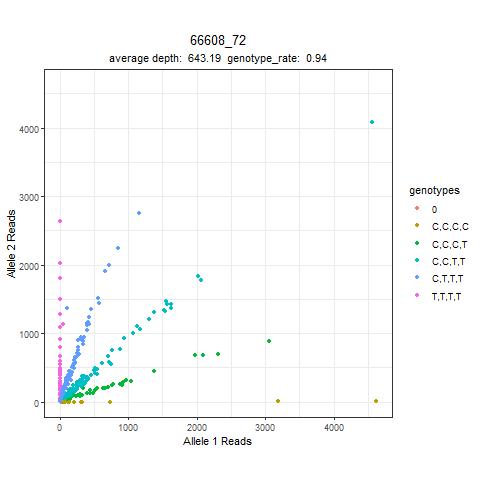 66608_72
average depth: 643.19 genotype_rate: 0.94
Allele 2 Reads
4000
3000
2000
1000
0
0 1000 2000 3000 4000
Allele 1 Reads
genotypes
0
C,C,C,C
C,C,C,T
C,C,T,T
C,T,T,T
T,T,T,T